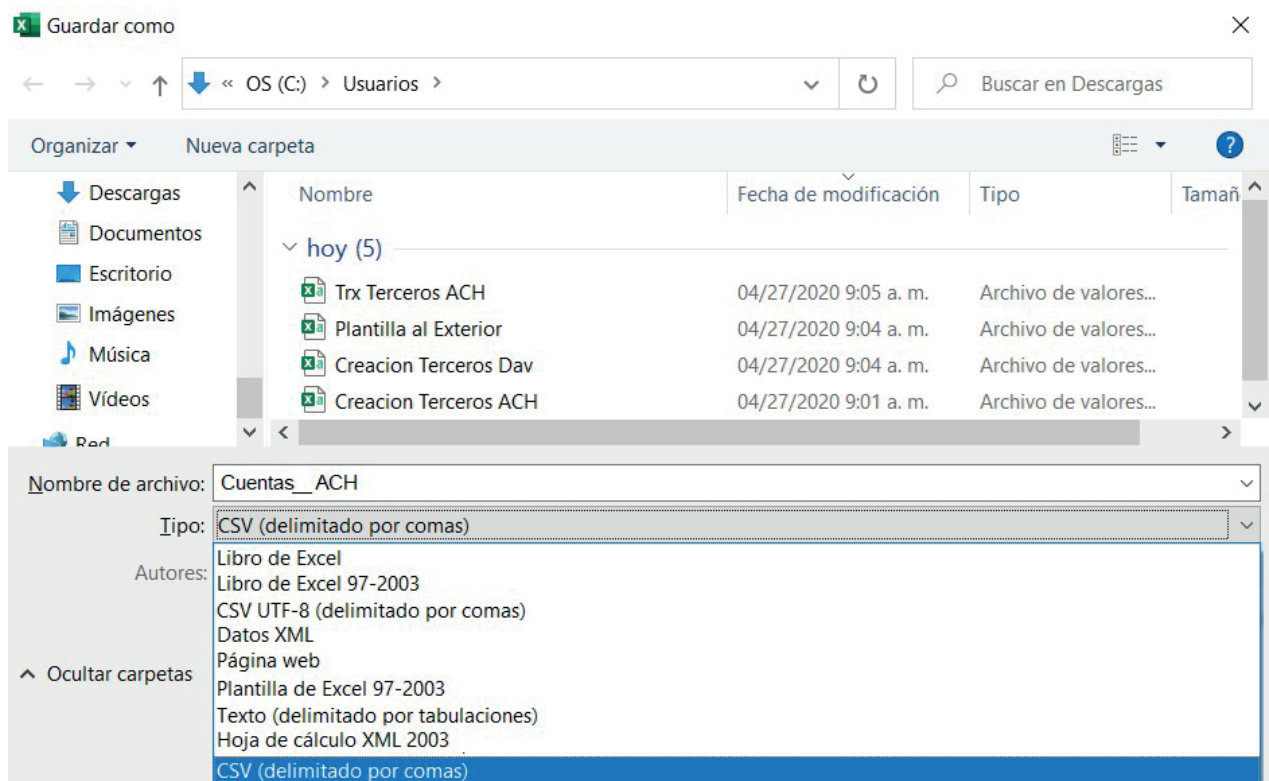 Guardar como
« OS (C:) > Usuarios >
Buscar en Descargas
Organizar
Nueva carpeta
?
Descargas
Documentos
Escritorio
Imágenes
Música
Vídeos
Red
Nombre
Fecha de modificación
Tipo
Tamañ
hoy (5)
Trx Terceros ACH 04/27/2020 9:05 a. m. Archivo de valores...
Plantilla al Exterior 04/27/2020 9:04 a. m. Archivo de valores...
Creacion Terceros Dav 04/27/2020 9:04 a. m. Archivo de valores...
Creacion Terceros ACH 04/27/2020 9:01 a. m. Archivo de valores...
Nombre de archivo: Cuentas__ACH
Tipo: CSV (delimitado por comas)
Autores:
Libro de Excel
Libro de Excel 97-2003
CSV UTF-8 (delimitado por comas)
Datos XML
Página web
Plantilla de Excel 97-2003
Texto (delimitado por tabulaciones)
Hoja de cálculo XML 2003
CSV (delimitado por comas)
Ocultar carpetas